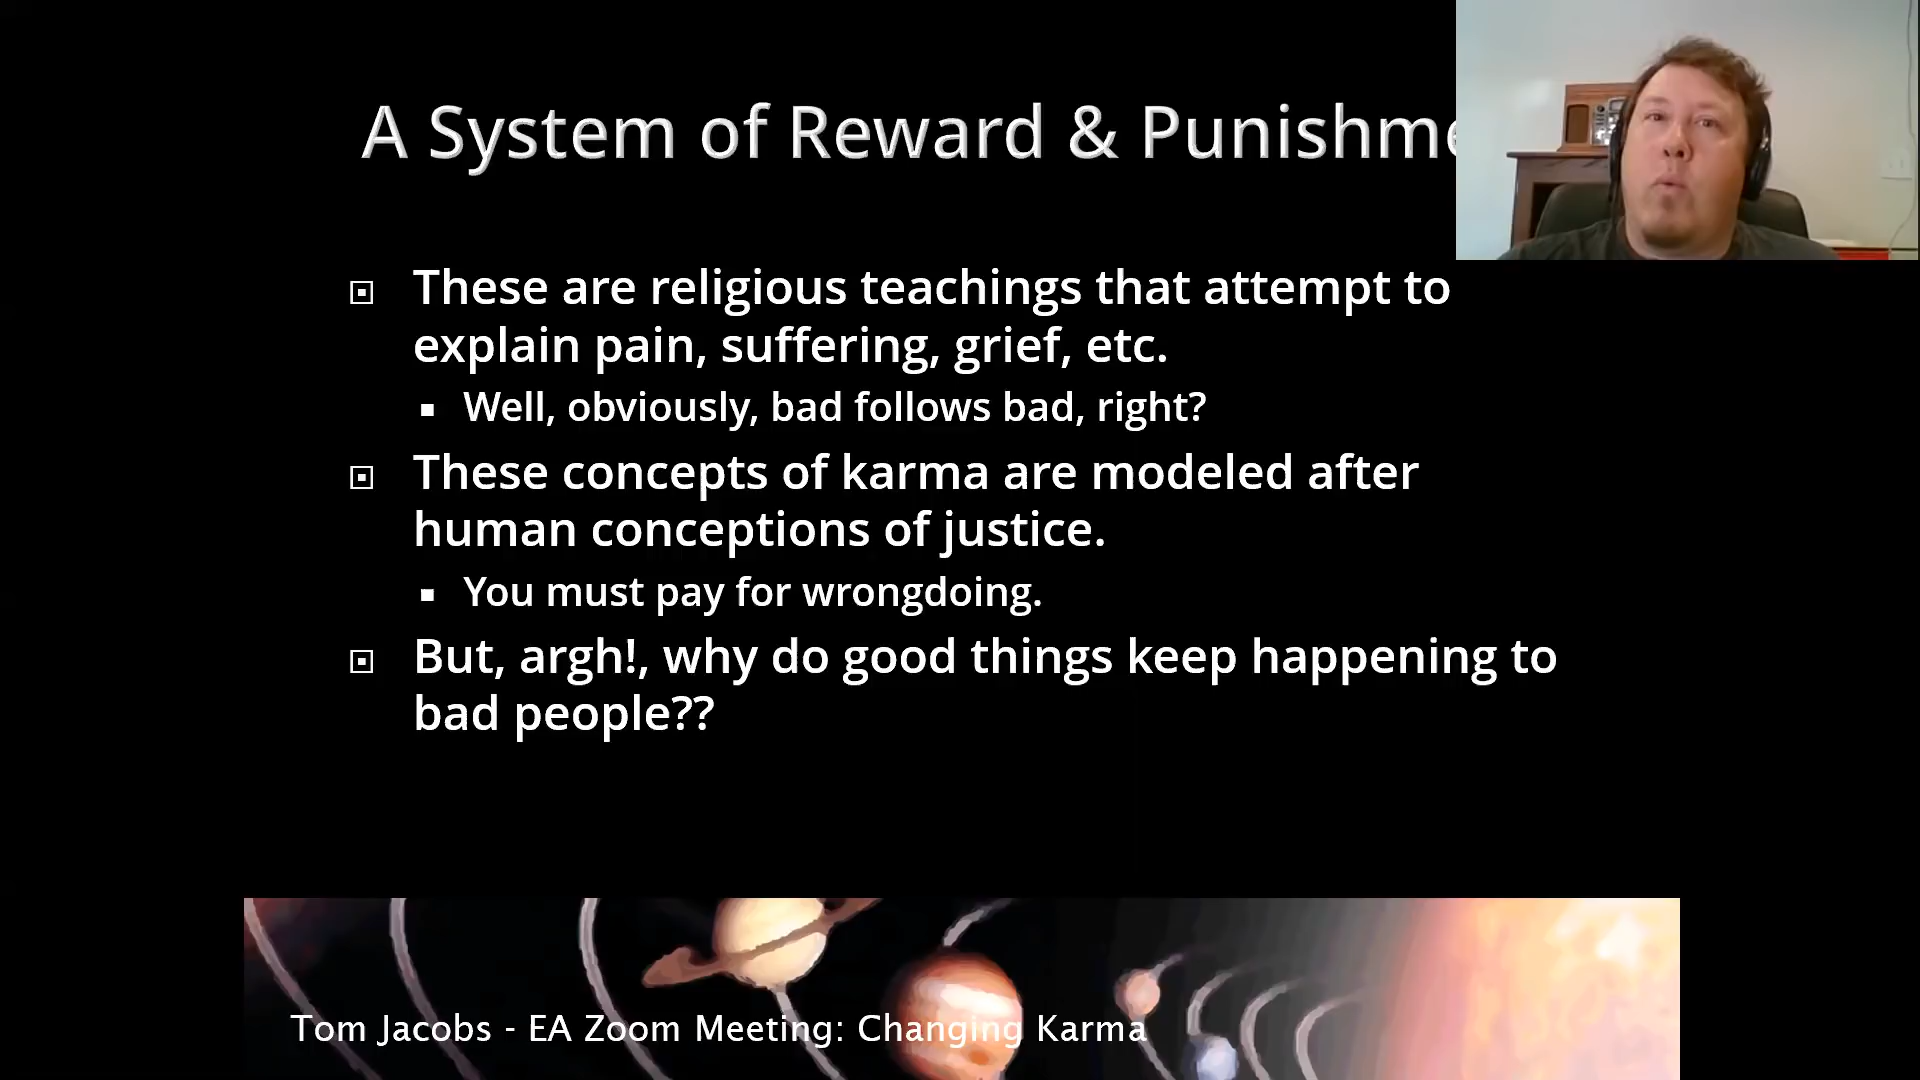 A System of Reward & Punishme
These are religious teachings that attempt to
explain pain, suffering, grief, etc.
Well, obviously, bad follows bad, right?
These concepts of karma are modeled after
human conceptions of justice.
You must pay for wrongdoing.
But, argh!, why do good things keep happening to
bad people??
Tom Jacobs - EA Zoom Meeting: Changing Karma